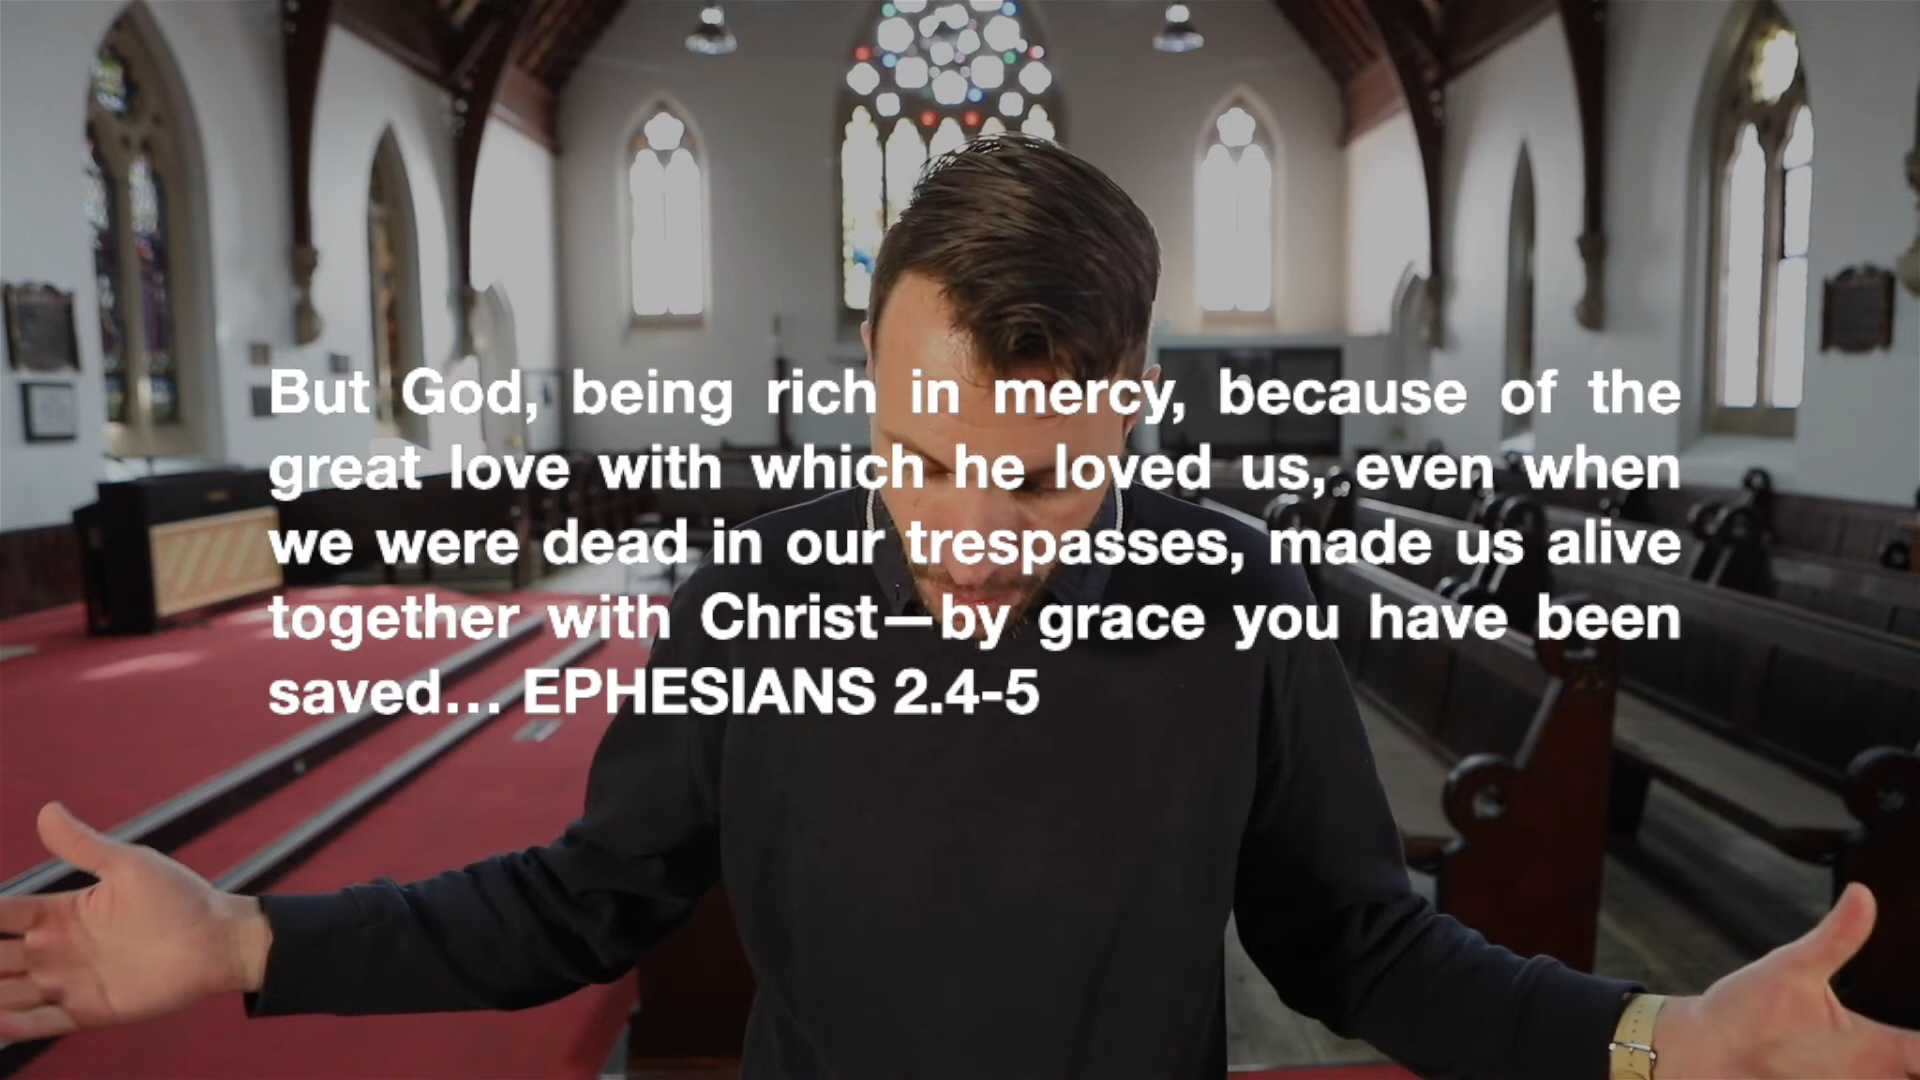 But God, being rich in mercy, because of the
great love with which he loved us, even when
we were dead in our trespasses, made us alive
together with Christ—by grace you have been
saved... EPHESIANS 2.4-5